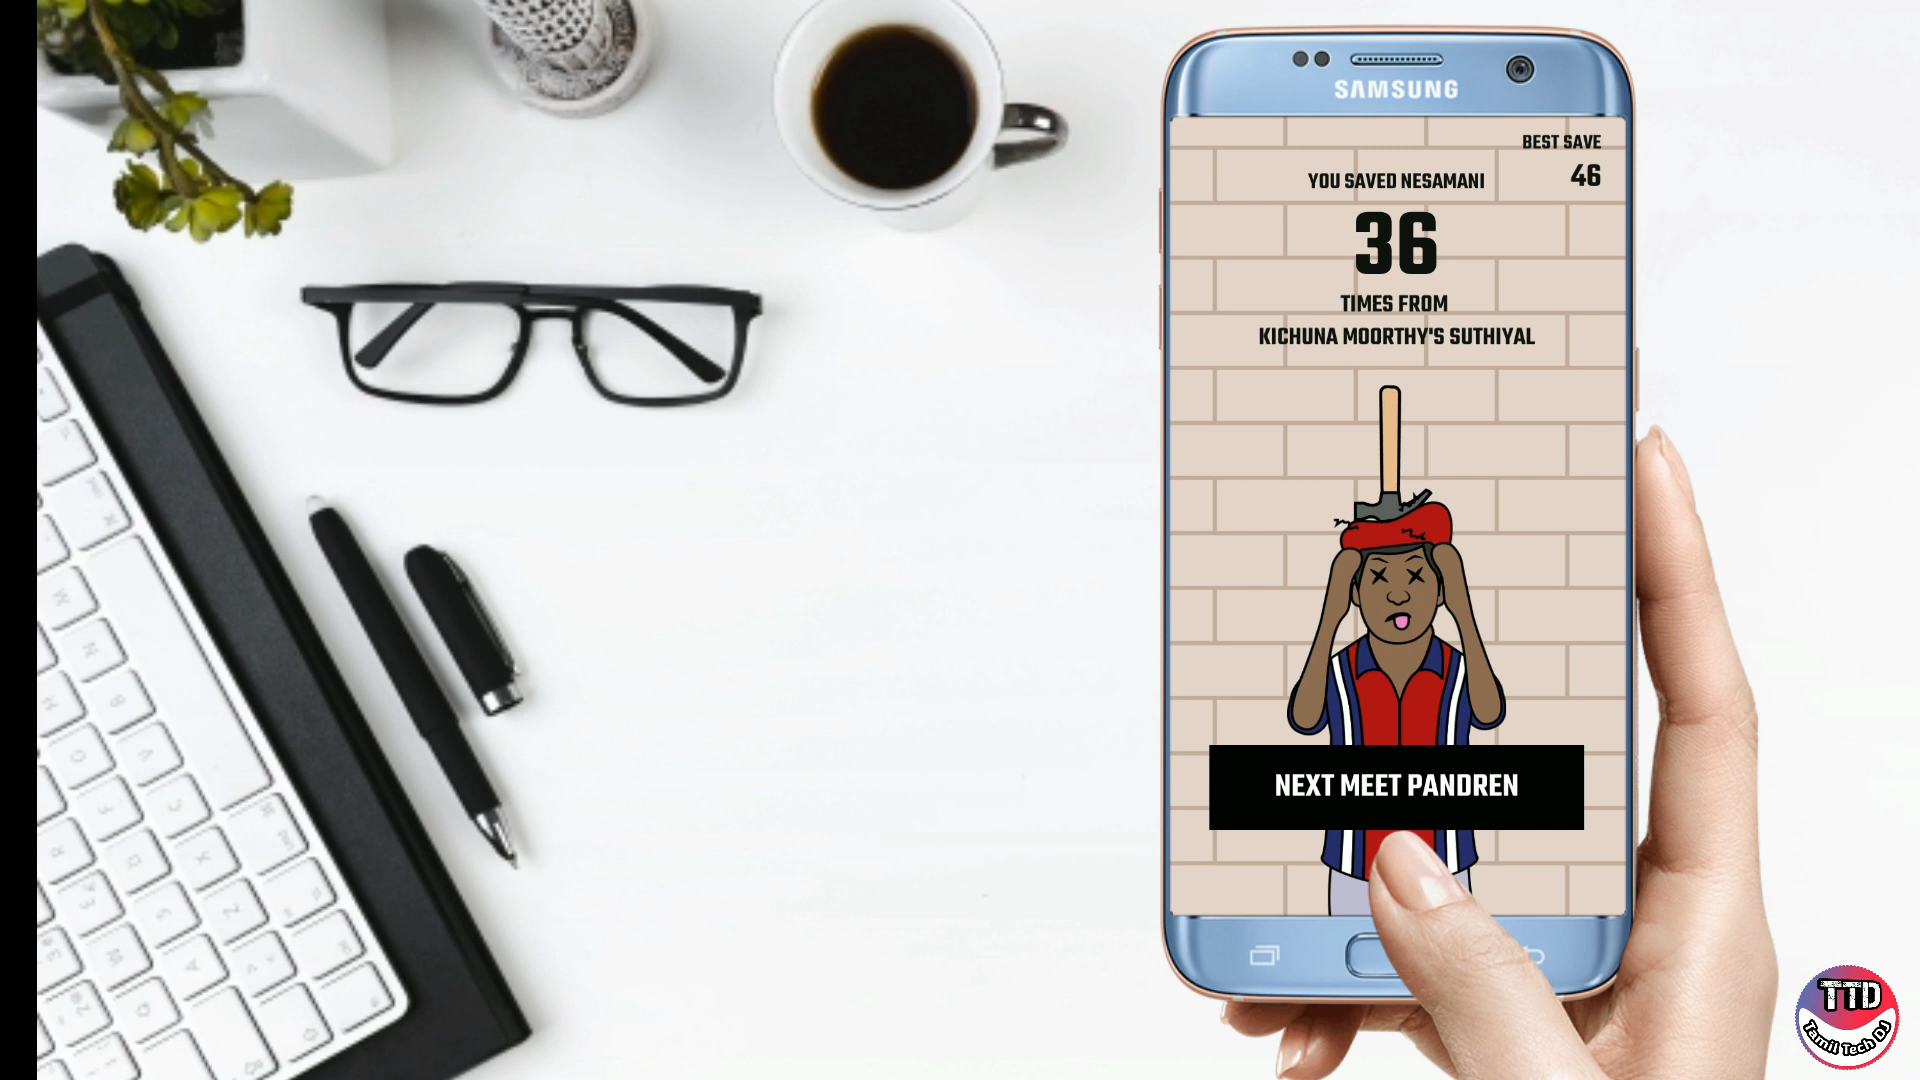 SAMSUNG
BEST SAVE
46
YOU SAVED NESAMANI
36
TIMES FROM
KICHUNA MOORTHY'S SUTHIYAL
NEXT MEET PANDREN
TTD
Tamil Tech DJ